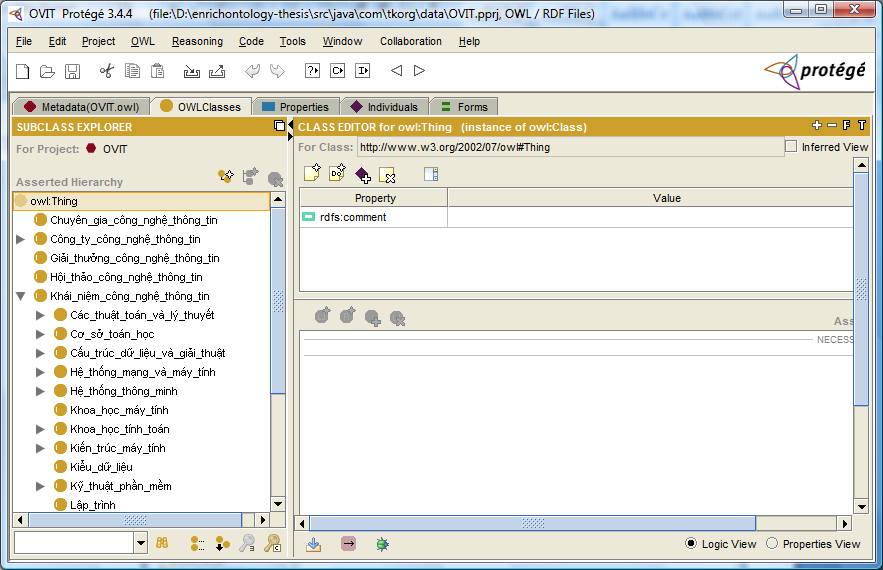 OVIT Protégé 3.4.4 (file:\D:\enrichontology-thesis\src\java\com\tkorg\data\OVIT.pprj, OWL / RDF Files)
File Edit Project OWL Reasoning Code Tools Window Collaboration Help
protégé
Metadata(OVIT.owl) OWLClasses Properties Individuals Forms
SUBCLASS EXPLORER
For Project: OVIT
Asserted Hierarchy
owl:Thing
Chuyên_gia_công_nghệ_thông_tin
Công_ty_công_nghệ_thông_tin
Giải_thưởng_công_nghệ_thông_tin
Hội_thảo_công_nghệ_thông_tin
Khái_niệm_công_nghệ_thông_tin
Các_thuật_toán_và_lý_thuyết
Cơ_sở_toán_học
Cấu_trúc_dữ_liệu_và_giải_thuật
Hệ_thống_mạng_và_máy_tính
Hệ_thống_thông_minh
Khoa_học_máy_tính
Khoa_học_tính_toán
Kiến_trúc_máy_tính
Kiểu_dữ_liệu
Kỹ_thuật_phần_mềm
Lập_trình
CLASS EDITOR for owl:Thing (instance of owl:Class)
+ − F T
For Class: http://www.w3.org/2002/07/owl#Thing Inferred View
Property Value
rdfs:comment
Ass
NECESS
Logic View Properties View